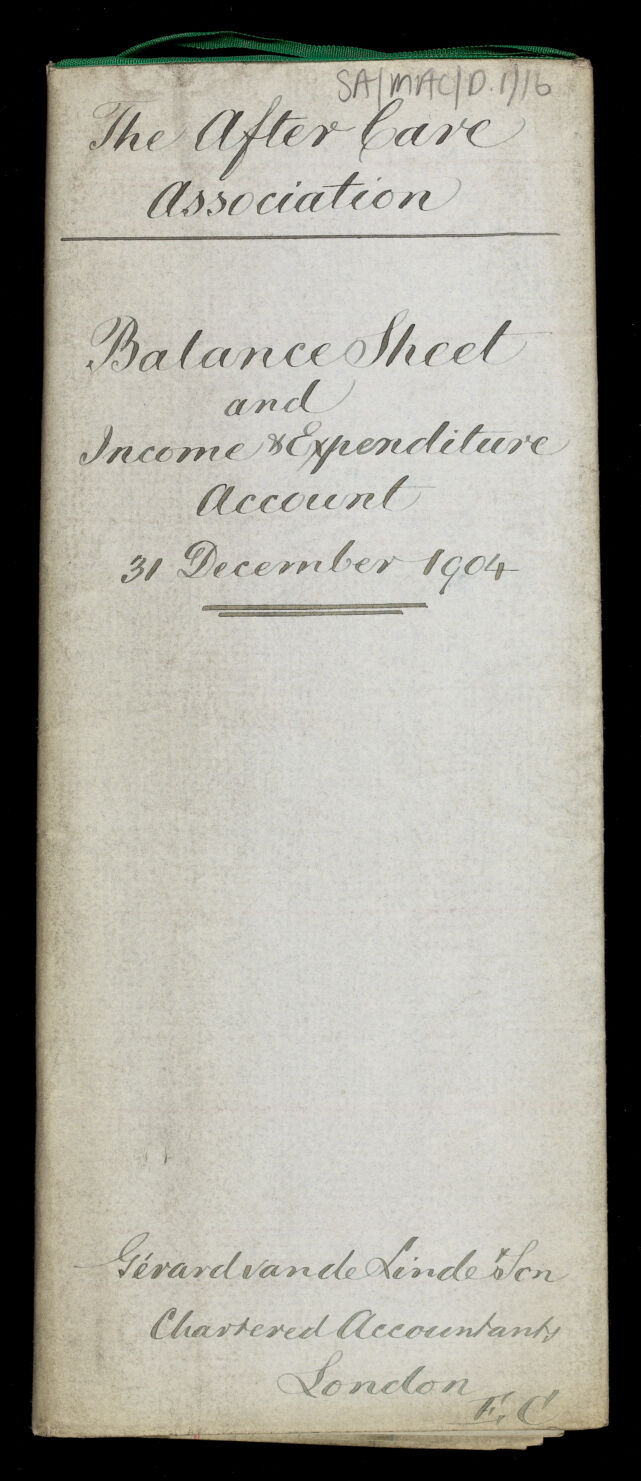 SA/MAC/D.1/16
The After Care
Association
Balance Sheet
and
Income & Expenditure
Account
31 December 1904
Gérard van de Linde & Son
Chartered Accountants
London
E.C